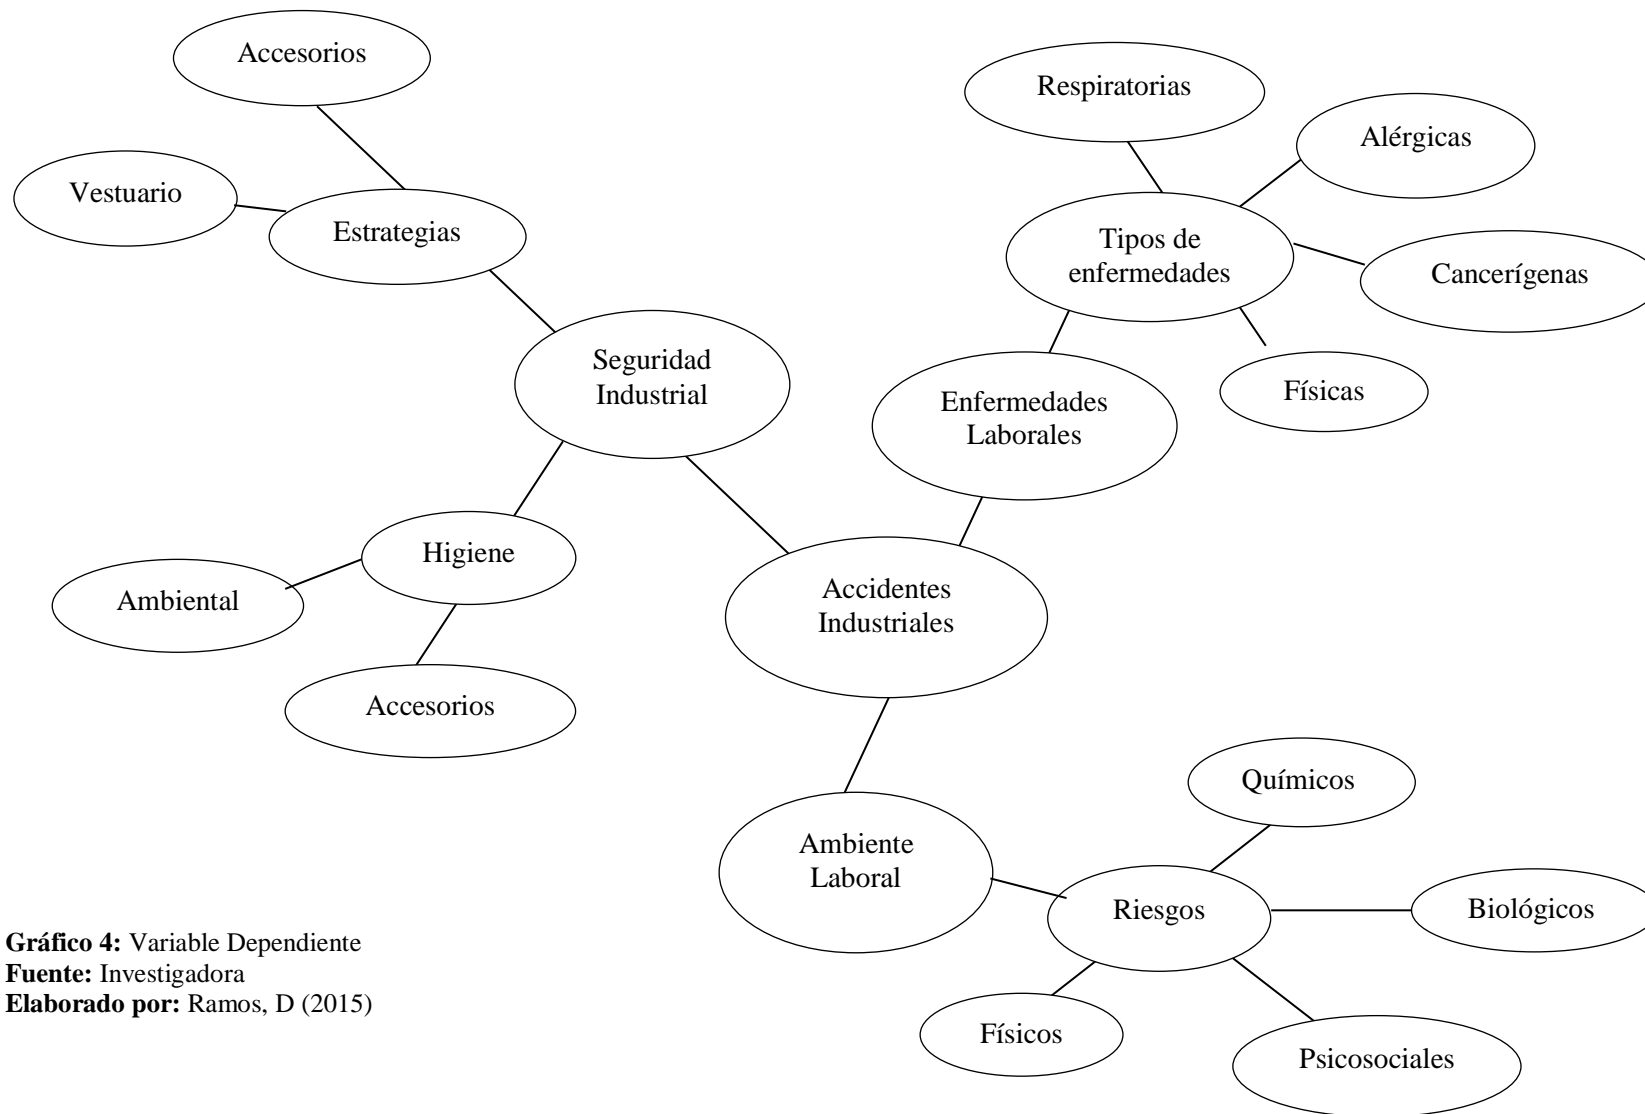 Accesorios
Vestuario
Estrategias
Seguridad
Industrial
Higiene
Ambiental
Accesorios
Respiratorias
Alérgicas
Tipos de
enfermedades
Cancerígenas
Físicas
Enfermedades
Laborales
Accidentes
Industriales
Ambiente
Laboral
Químicos
Riesgos
Biológicos
Físicos
Psicosociales
Gráfico 4: Variable Dependiente
Fuente: Investigadora
Elaborado por: Ramos, D (2015)